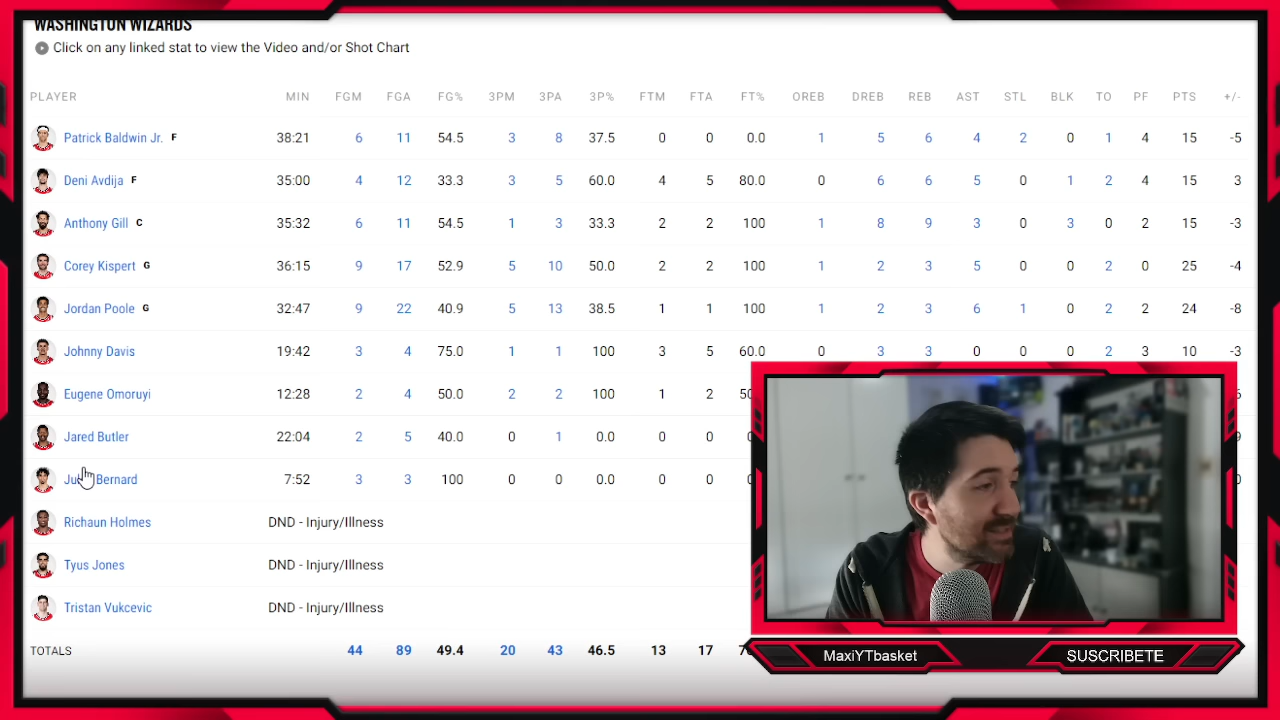 WASHINGTON WIZARDS
Click on any linked stat to view the Video and/or Shot Chart
PLAYER MIN FGM FGA FG% 3PM 3PA 3P% FTM FTA FT% OREB DREB REB AST STL BLK TO PF PTS +/-
Patrick Baldwin Jr. F 38:21 6 11 54.5 3 8 37.5 0 0 0.0 1 5 6 4 2 0 1 4 15 -5
Deni Avdija F 35:00 4 12 33.3 3 5 60.0 4 5 80.0 0 6 6 5 0 1 2 4 15 3
Anthony Gill C 35:32 6 11 54.5 1 3 33.3 2 2 100 1 8 9 3 0 3 0 2 15 -3
Corey Kispert G 36:15 9 17 52.9 5 10 50.0 2 2 100 1 2 3 5 0 0 2 0 25 -4
Jordan Poole G 32:47 9 22 40.9 5 13 38.5 1 1 100 1 2 3 6 1 0 2 2 24 -8
Johnny Davis 19:42 3 4 75.0 1 1 100 3 5 60.0 0 3 3 0 0 0 2 3 10 -3
Eugene Omoruyi 12:28 2 4 50.0 2 2 100 1 2
Jared Butler 22:04 2 5 40.0 0 1 0.0 0 0
Bernard 7:52 3 3 100 0 0 0.0 0 0
Richaun Holmes DND - Injury/Illness
Tyus Jones DND - Injury/Illness
Tristan Vukcevic DND - Injury/Illness
TOTALS 44 89 49.4 20 43 46.5 13 17
MaxiYTbasket SUSCRIBETE